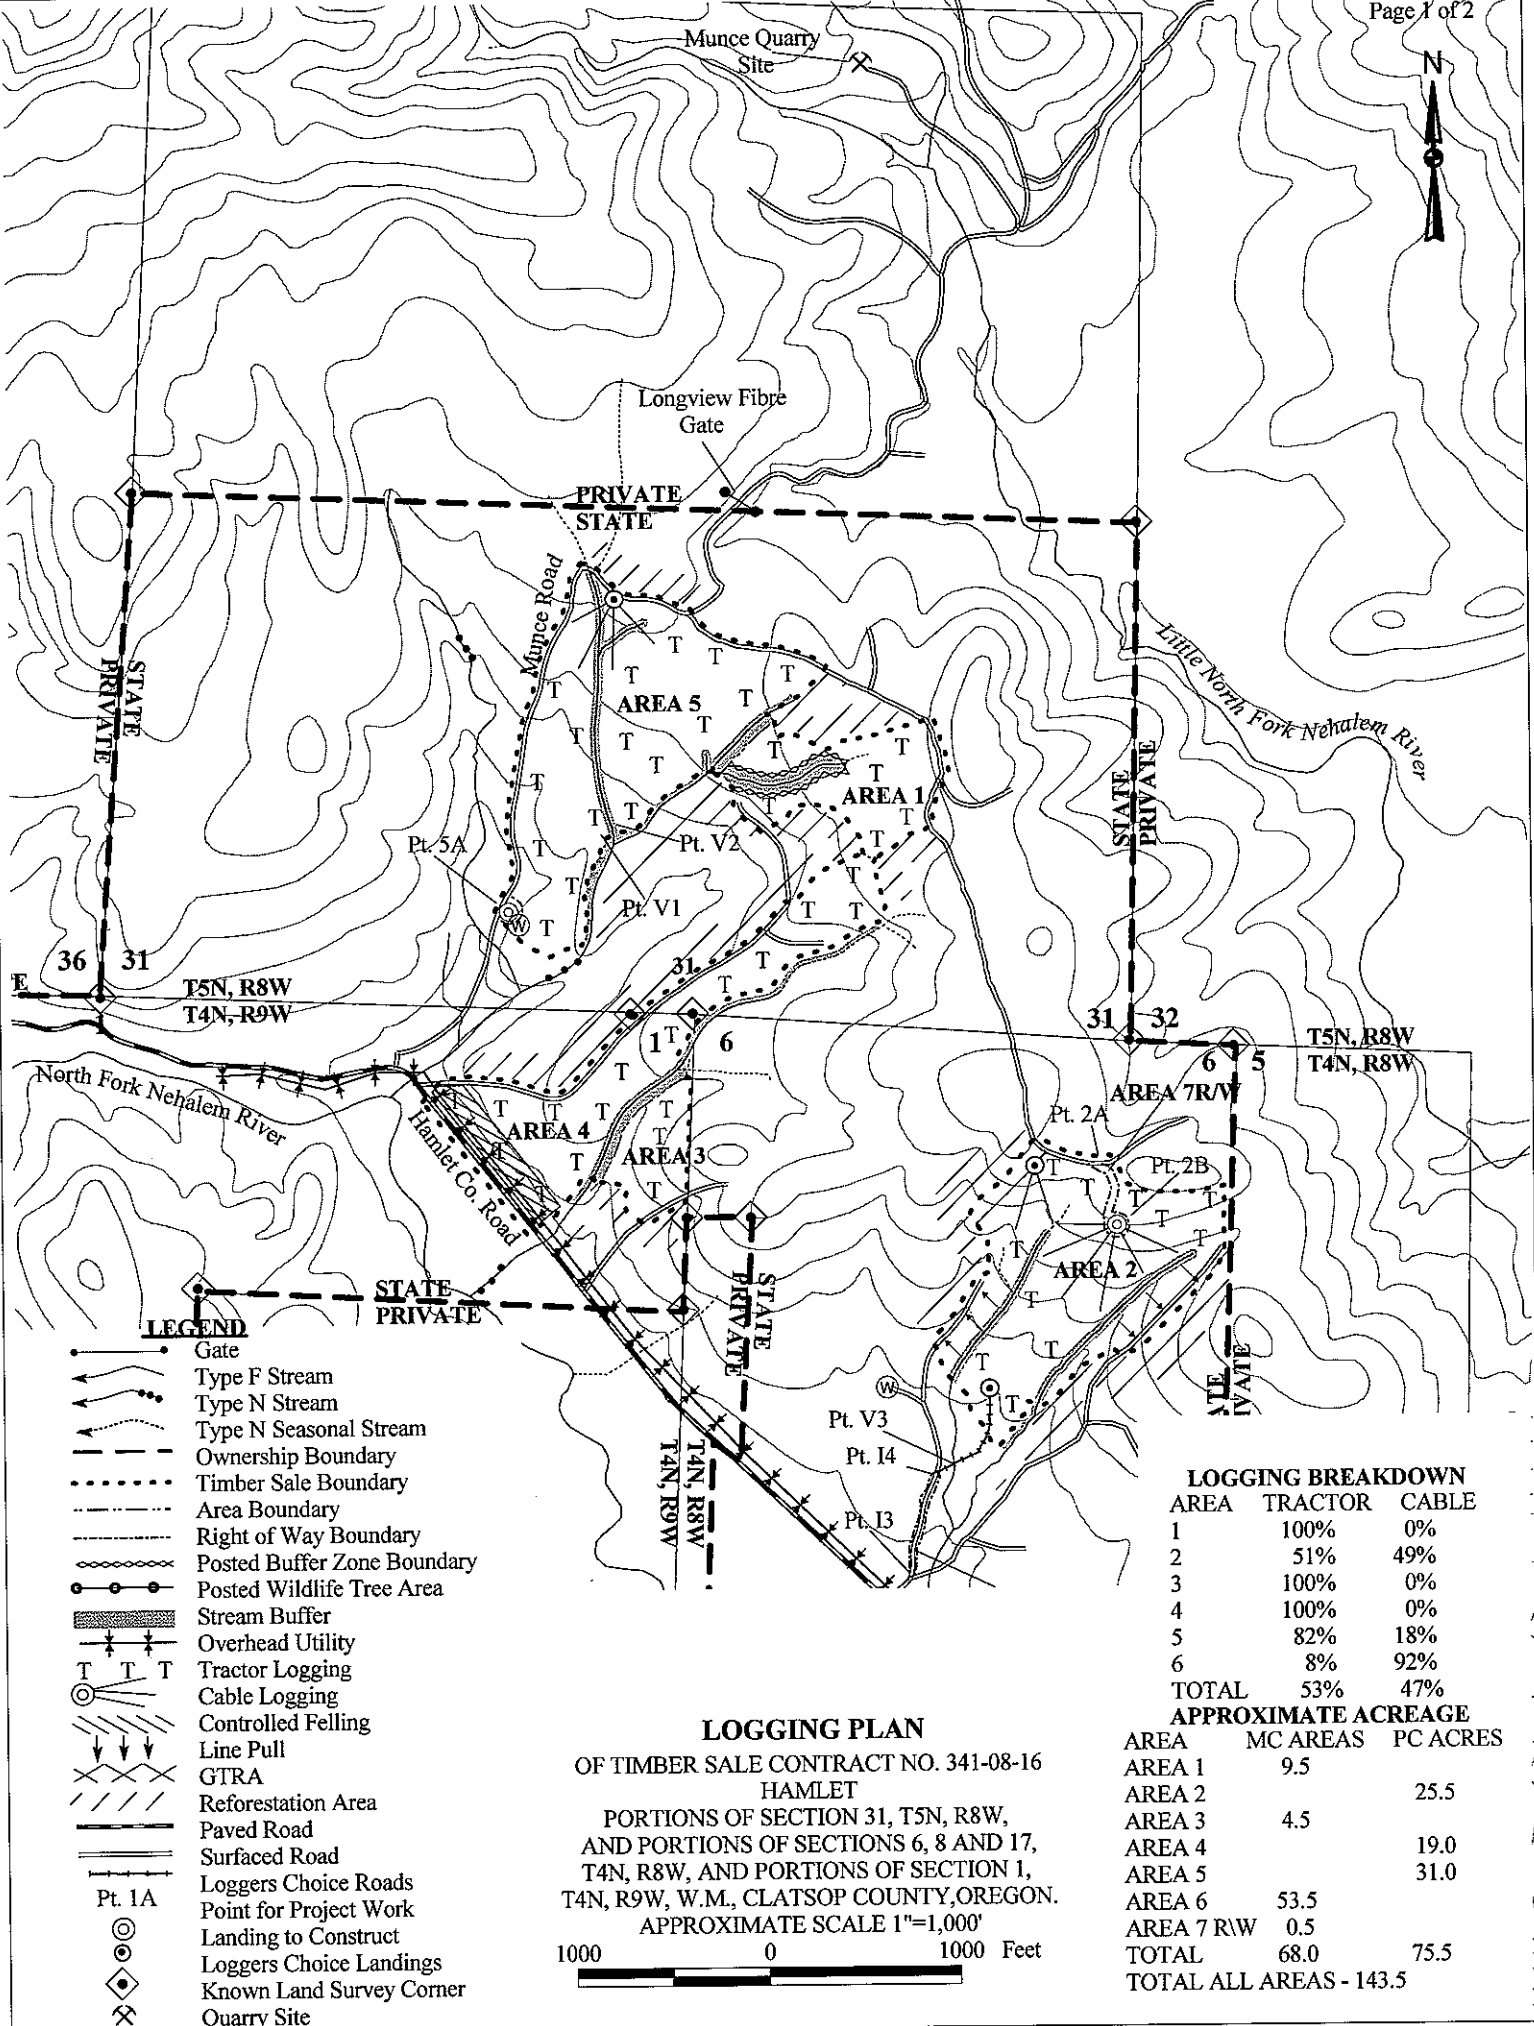 Page 1 of 2
Munce Quarry
Site
N
Longview Fibre
Gate
PRIVATE
STATE
Munce Road
STATE
PRIVATE
Little North Fork Nehalem River
T
T
T
T
T
T
AREA 5
T
T
T
T
T
T
T
T
T
AREA 1
T
T
T
T
T
STATE
PRIVATE
Pt. 5A
T
Pt. V2
T
T
T
Pt. V1
T
T
W
T
36 31
31
T
T
E
T5N, R8W
T4N, R9W
1
T
6
31 32
T5N, R8W
6 5
T4N, R8W
North Fork Nehalem River
T
AREA 7R/W
T
T
T
T
T
Pt. 2A
Hamlet Co. Road
AREA 4
T
T
AREA 3
T
Pt. 2B
T
T
T
T
T
T
T
T
T
AREA 2
STATE
PRIVATE
STATE
PRIVATE
T
T
T
T
W
Pt. V3
Pt. I4
T4N, R8W
T4N, R9W
Pt. I3
LEGEND
Gate
Type F Stream
Type N Stream
Type N Seasonal Stream
Ownership Boundary
Timber Sale Boundary
Area Boundary
Right of Way Boundary
Posted Buffer Zone Boundary
Posted Wildlife Tree Area
Stream Buffer
Overhead Utility
T T T Tractor Logging
Cable Logging
Controlled Felling
Line Pull
GTRA
Reforestation Area
Paved Road
Surfaced Road
Loggers Choice Roads
Pt. 1A Point for Project Work
Landing to Construct
Loggers Choice Landings
Known Land Survey Corner
Quarry Site
LOGGING PLAN
OF TIMBER SALE CONTRACT NO. 341-08-16
HAMLET
PORTIONS OF SECTION 31, T5N, R8W,
AND PORTIONS OF SECTIONS 6, 8 AND 17,
T4N, R8W, AND PORTIONS OF SECTION 1,
T4N, R9W, W.M., CLATSOP COUNTY,OREGON.
APPROXIMATE SCALE 1"=1,000'
1000 0 1000 Feet
LOGGING BREAKDOWN
AREA TRACTOR CABLE
1 100% 0%
2 51% 49%
3 100% 0%
4 100% 0%
5 82% 18%
6 8% 92%
TOTAL 53% 47%
APPROXIMATE ACREAGE
AREA MC AREAS PC ACRES
AREA 1 9.5
AREA 2 25.5
AREA 3 4.5
AREA 4 19.0
AREA 5 31.0
AREA 6 53.5
AREA 7 R\W 0.5
TOTAL 68.0 75.5
TOTAL ALL AREAS - 143.5